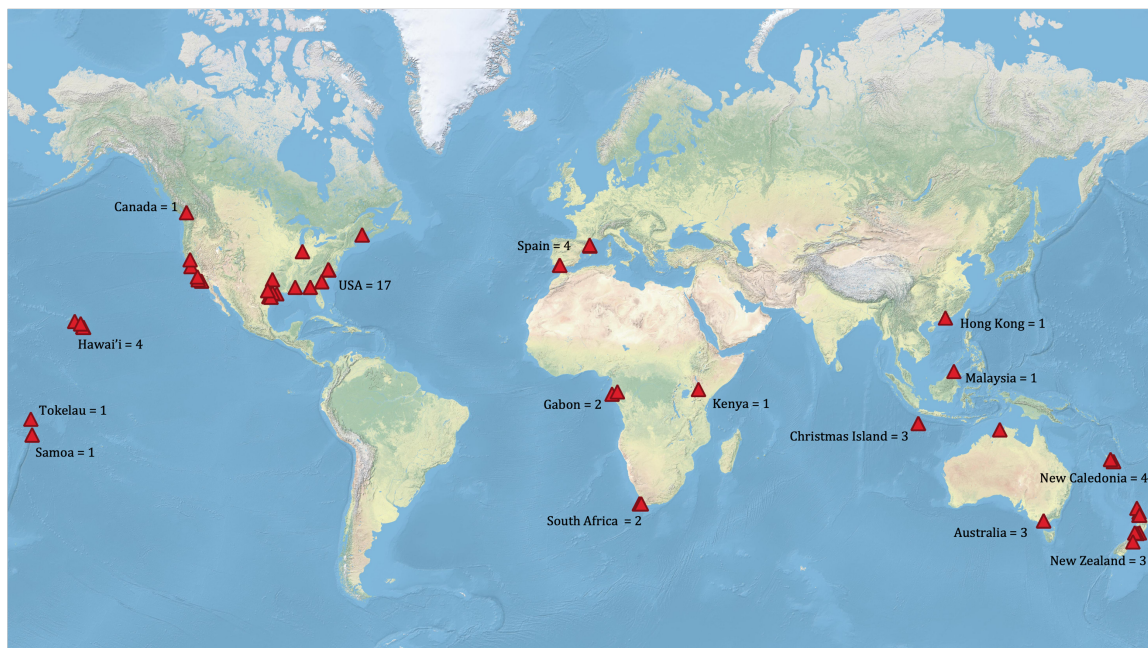 Canada = 1
Spain = 4
USA = 17
Hong Kong = 1
Hawai'i = 4
Malaysia = 1
Gabon = 2
Kenya = 1
Tokelau = 1
Christmas Island = 3
Samoa = 1
New Caledonia = 4
South Africa = 2
Australia = 3
New Zealand = 3